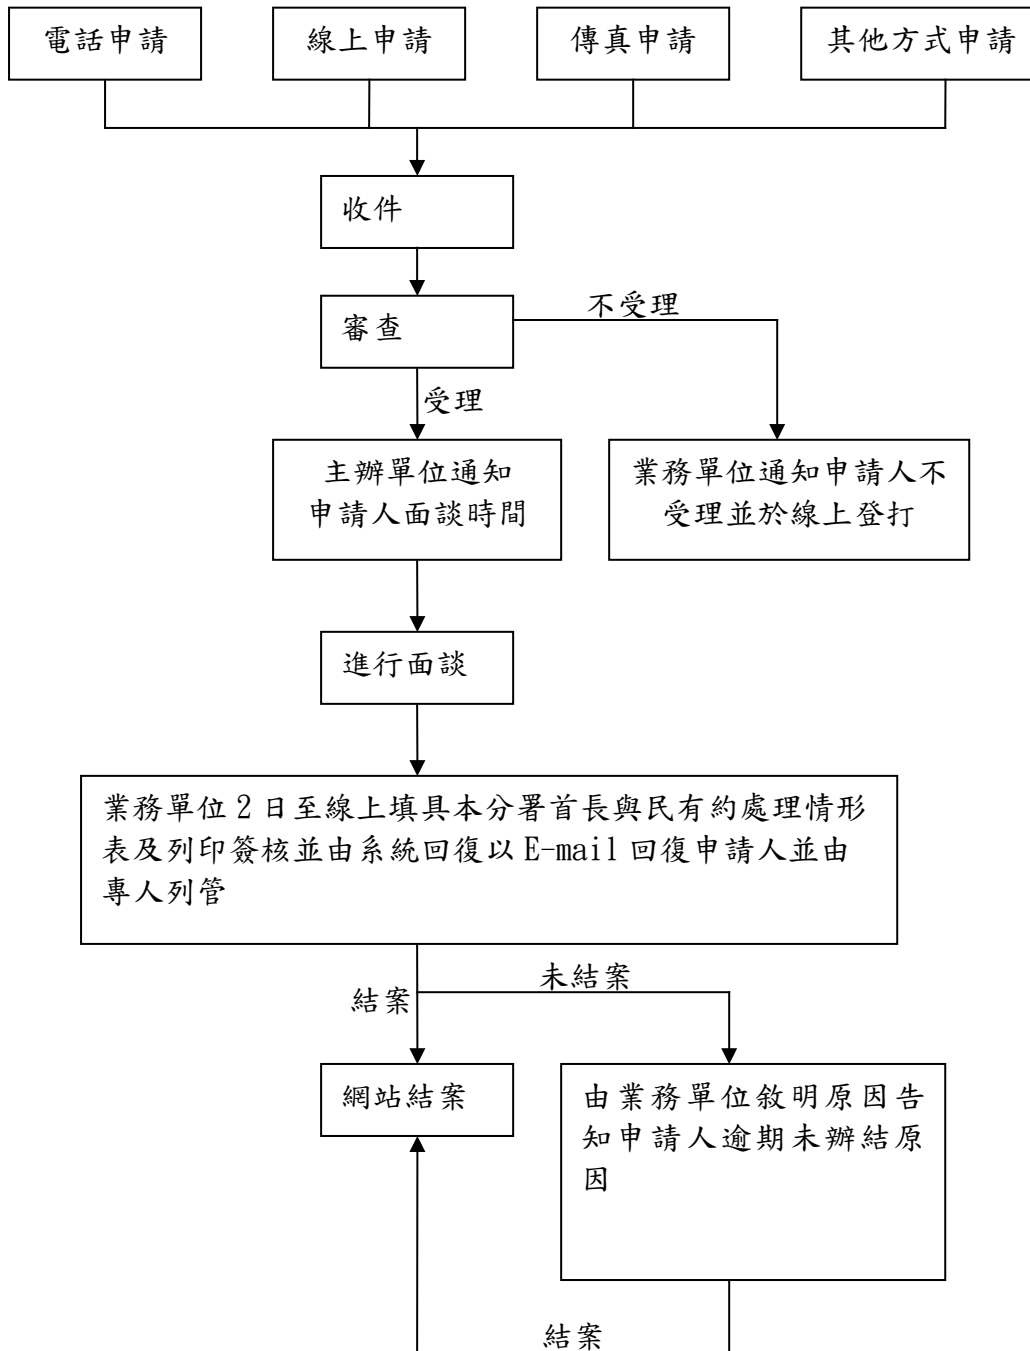 電話申請
線上申請
傳真申請
其他方式申請
收件
審查
不受理
受理
主辦單位通知
申請人面談時間
業務單位通知申請人不
受理並於線上登打
進行面談
業務單位 2 日至線上填具本分署首長與民有約處理情形
表及列印簽核並由系統回復以 E-mail 回復申請人並由
專人列管
結案
未結案
網站結案
由業務單位敘明原因告
知申請人逾期未辦結原
因
結案